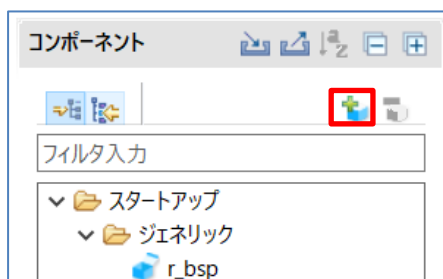 コンポーネント
フィルタ入力
スタートアップ
ジェネリック
r_bsp